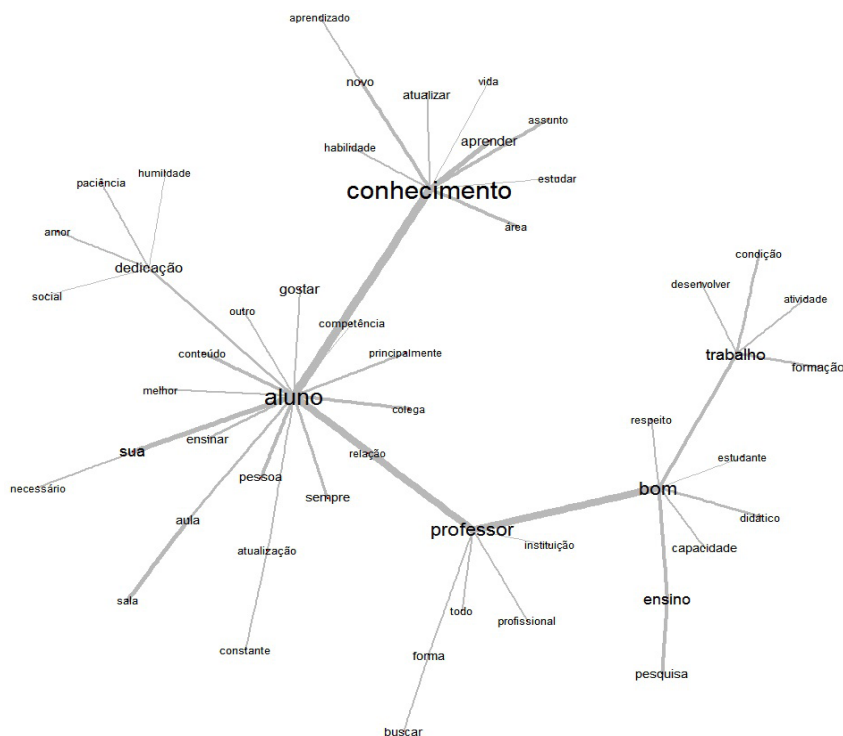 aprendizado
novo
vida
atualizar
assunto
aprender
habilidade
humildade
estudar
paciência
conhecimento
área
amor
condição
dedicação
desenvolver
gostar
social
atividade
outro
competência
conteúdo
principalmente
trabalho
formação
melhor
aluno
colega
respeito
ensinar
sua
relação
estudante
pessoa
necessário
bom
sempre
aula
didático
professor
instituição
capacidade
atualização
sala
ensino
todo
profissional
constante
forma
pesquisa
buscar